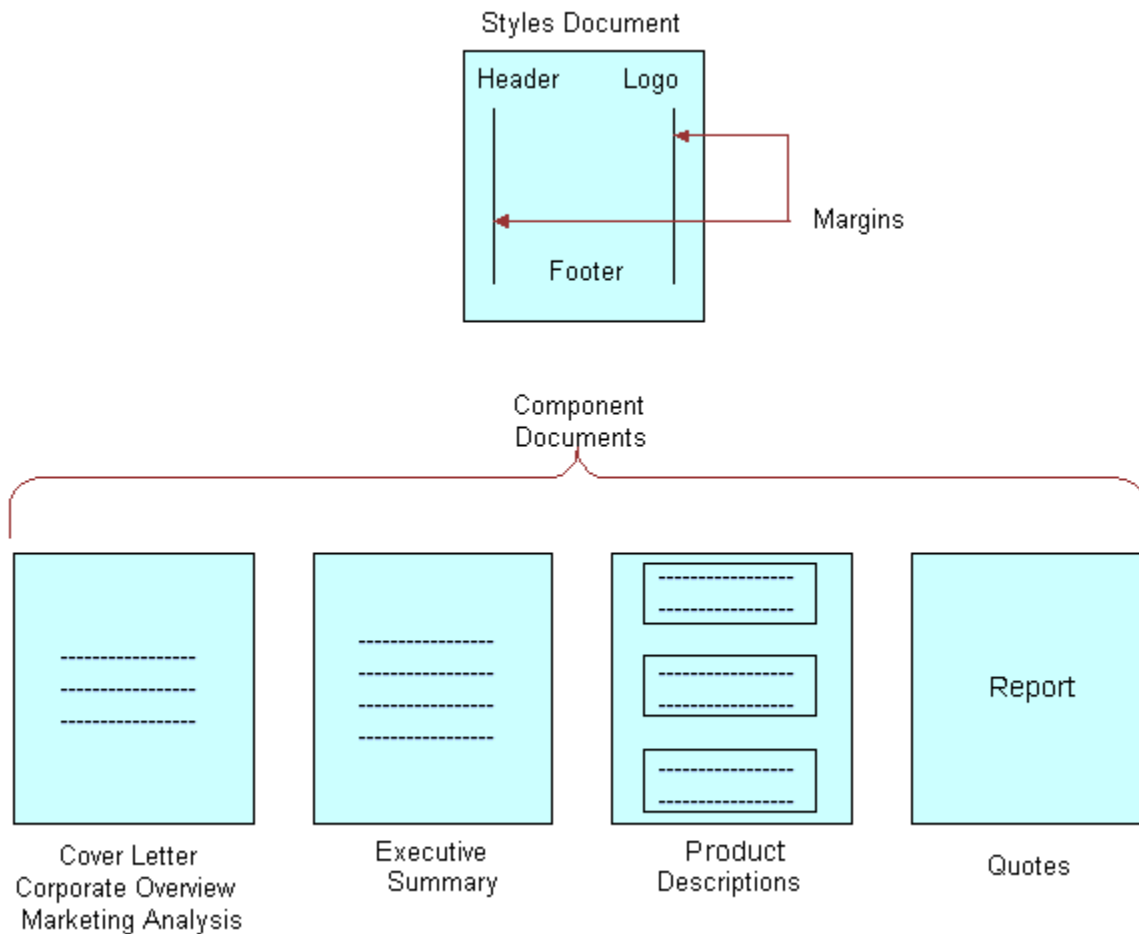 Styles Document
Header Logo
Margins
Footer
Component
Documents
Report
Cover Letter
Corporate Overview
Marketing Analysis
Executive
Summary
Product
Descriptions
Quotes